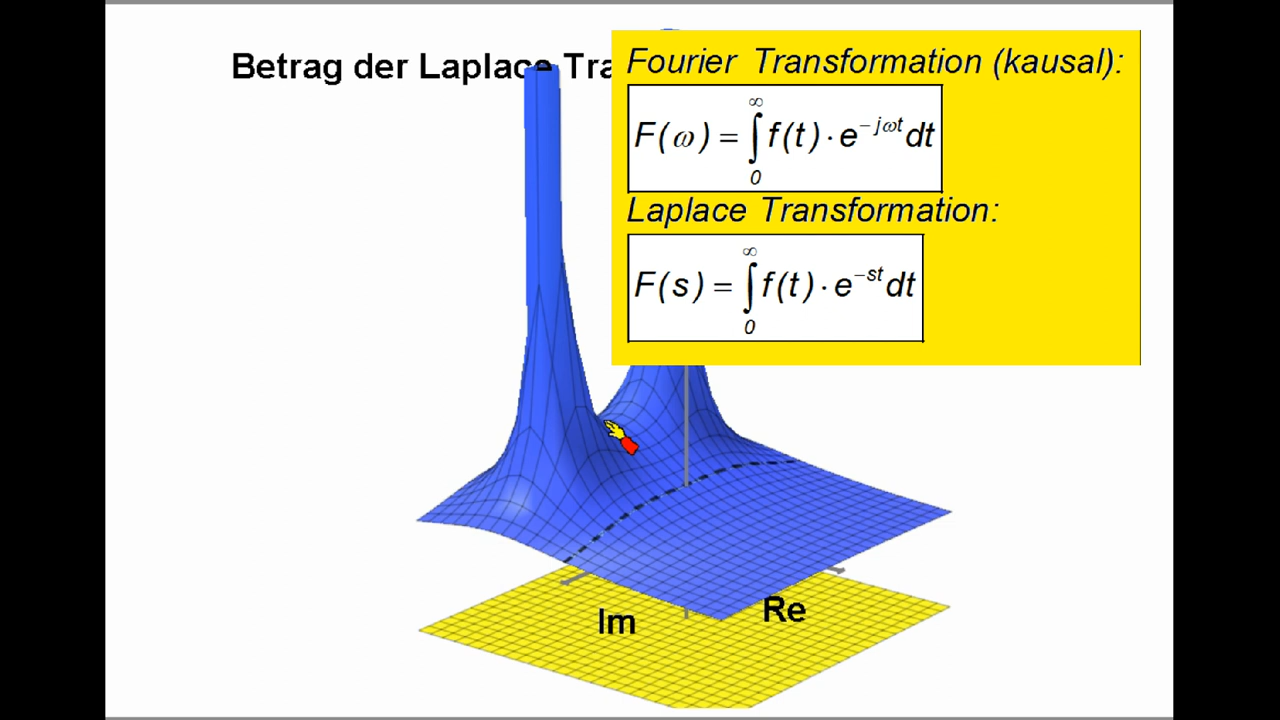 Betrag der Laplace Tra
Fourier Transformation (kausal):
F(ω) = ∫₀^∞ f(t) · e^{-jωt} dt
Laplace Transformation:
F(s) = ∫₀^∞ f(t) · e^{-st} dt
Im
Re